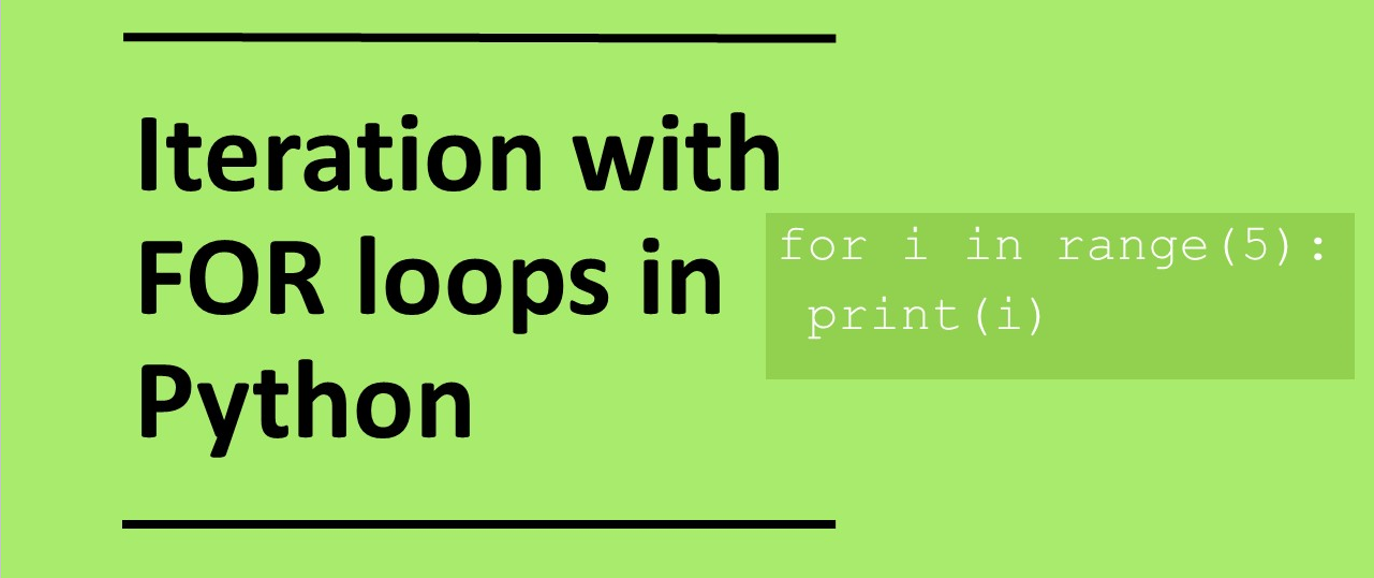 Iteration with
FOR loops in
Python
for i in range(5):
 print(i)